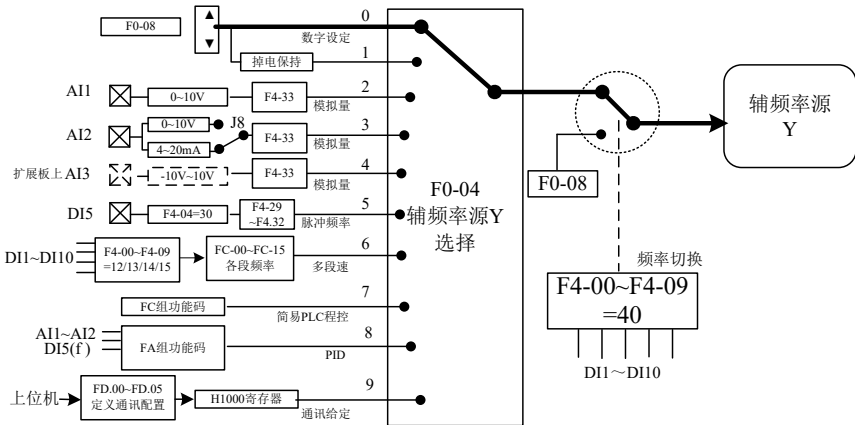 F0-08
▲
▼
0
数字设定
掉电保持
1
AI1
0~10V
F4-33
2
模拟量
AI2
0~10V
4~20mA
J8
F4-33
3
模拟量
扩展板上 AI3
-10V~10V
F4-33
4
模拟量
DI5
F4-04=30
F4-29
~F4.32
5
脉冲频率
DI1~DI10
F4-00~F4-09
=12/13/14/15
FC-00~FC-15
各段频率
6
多段速
FC组功能码
7
简易PLC程控
AI1~AI2
DI5(f)
FA组功能码
8
PID
上位机
FD.00~FD.05
定义通讯配置
H1000寄存器
9
通讯给定
F0-04
辅频率源Y
选择
F0-08
辅频率源
Y
频率切换
F4-00~F4-09
=40
DI1～DI10